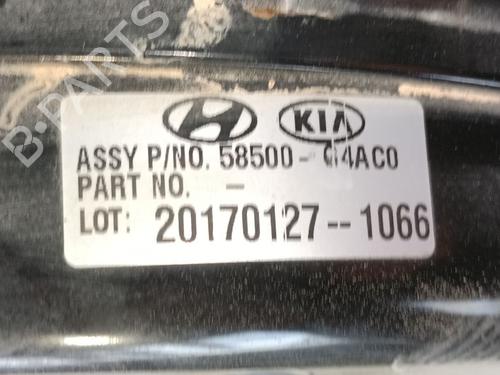 B-PARTS
KIA
ASSY P/NO. 58500- G4AC0
PART NO. -
LOT: 20170127--1066